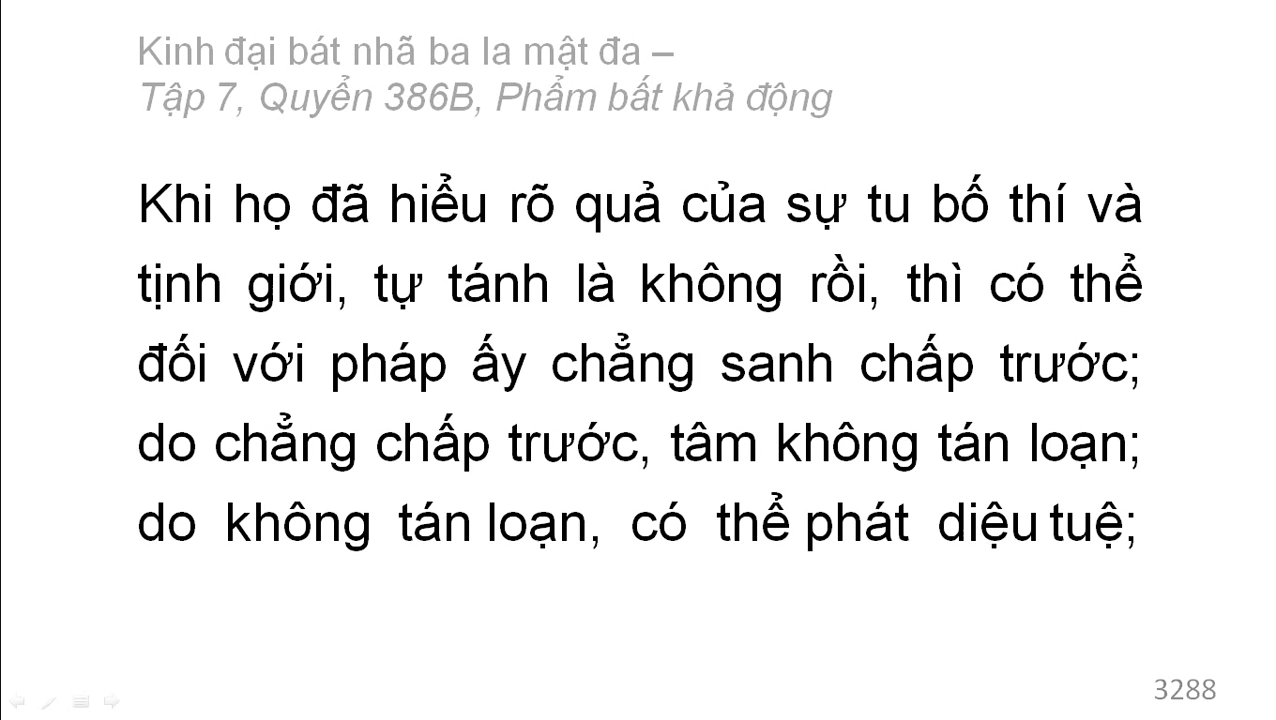 Kinh đại bát nhã ba la mật đa –
Tập 7, Quyển 386B, Phẩm bất khả động
Khi họ đã hiểu rõ quả của sự tu bố thí và
tịnh giới, tự tánh là không rồi, thì có thể
đối với pháp ấy chẳng sanh chấp trước;
do chẳng chấp trước, tâm không tán loạn;
do không tán loạn, có thể phát diệu tuệ;
3288